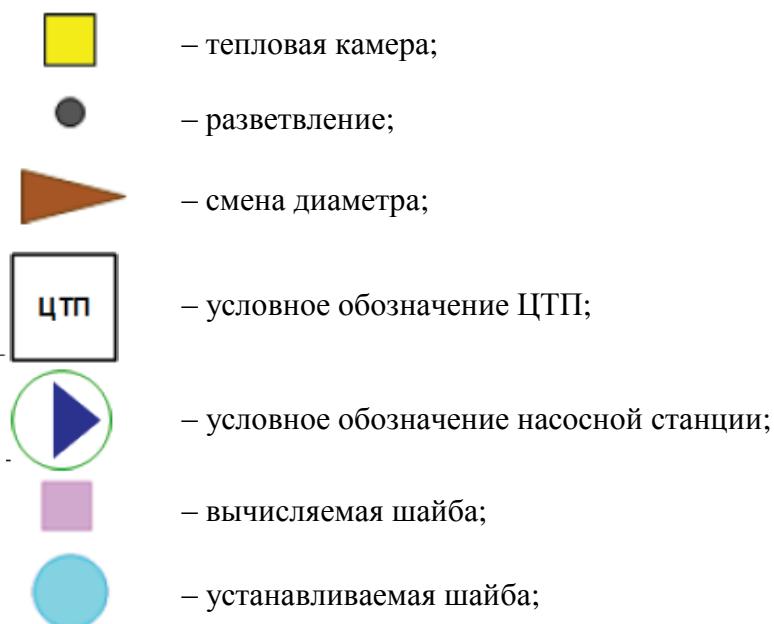 – тепловая камера;
– разветвление;
– смена диаметра;
ЦТП – условное обозначение ЦТП;
– условное обозначение насосной станции;
– вычисляемая шайба;
– устанавливаемая шайба;